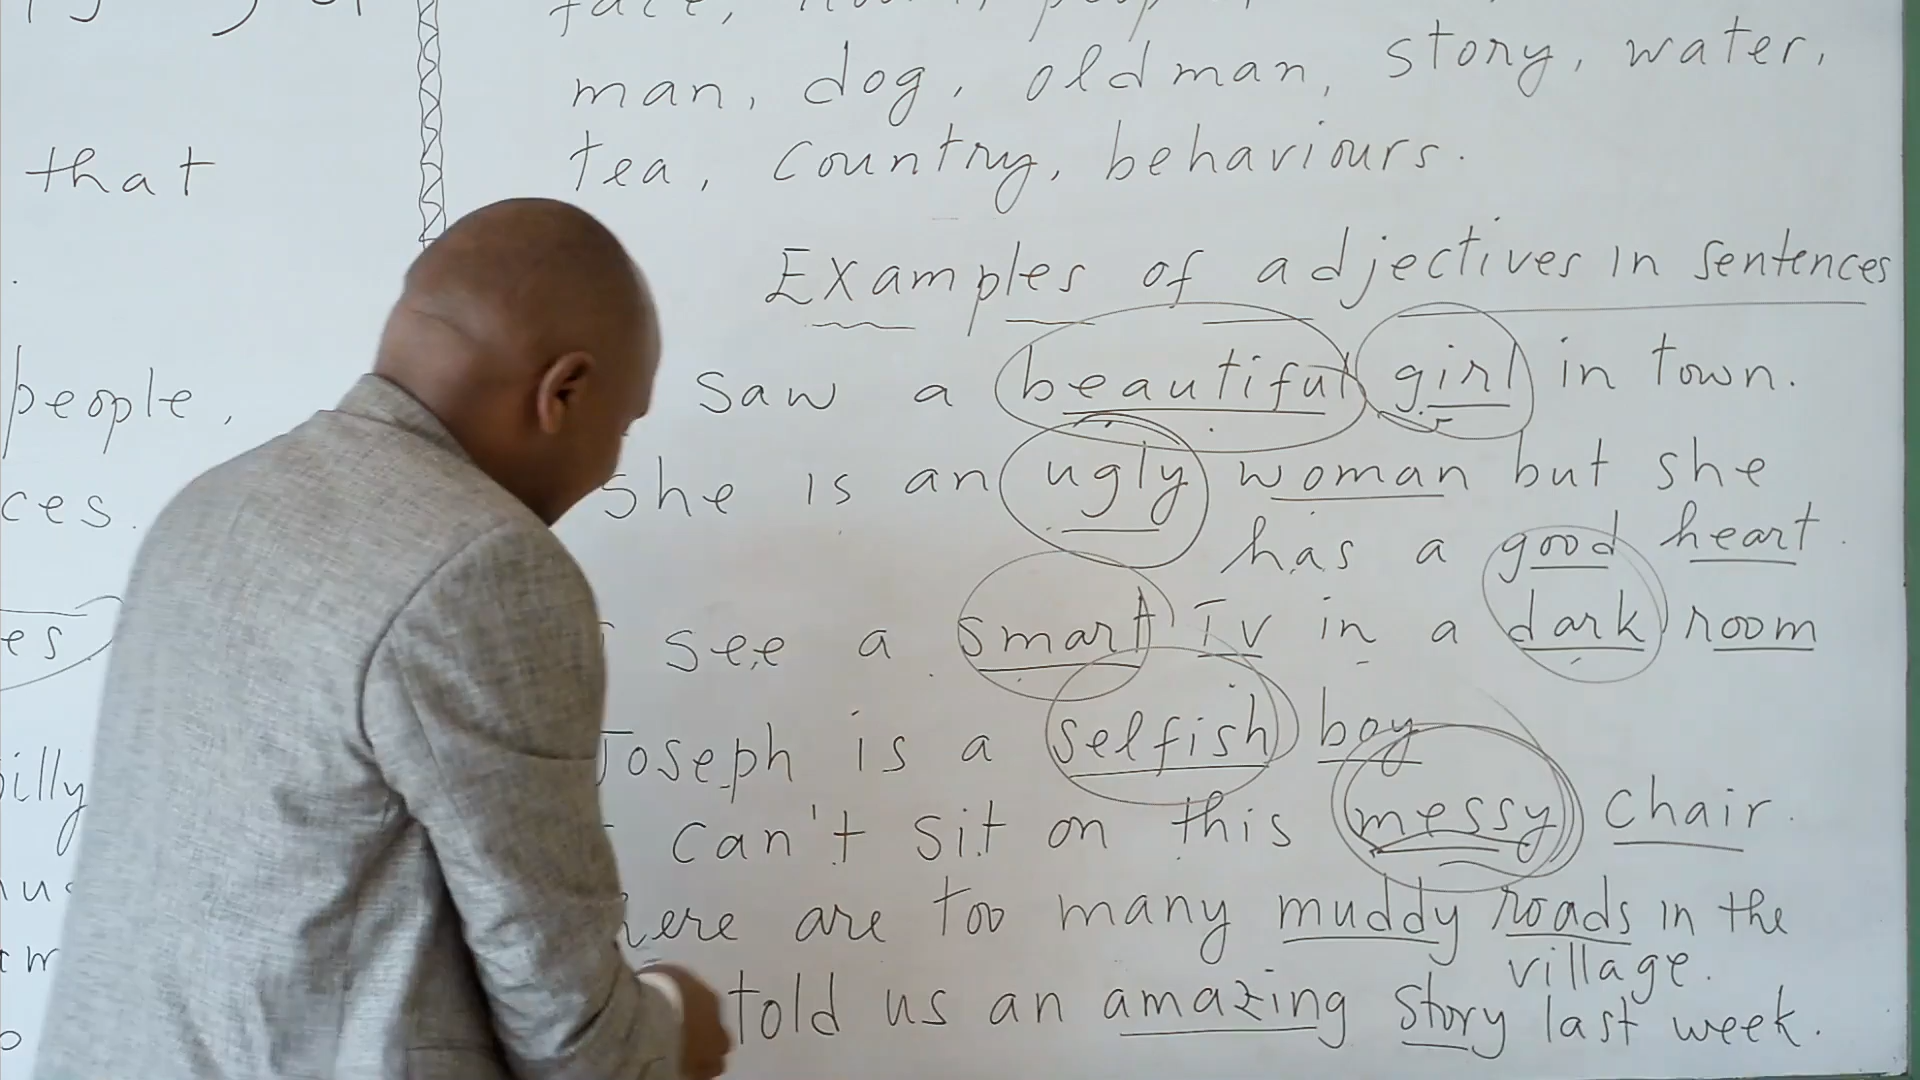 that
people,
ces.
es
illy
man, dog, old man, story, water,
tea, country, behaviours.
Examples of adjectives in sentences
saw a beautiful girl in town.
She is an ugly woman but she
has a good heart.
I see a smart TV in a dark room
Joseph is a selfish boy
can't sit on this messy chair.
here are too many muddy roads in the
village.
told us an amazing story last week.